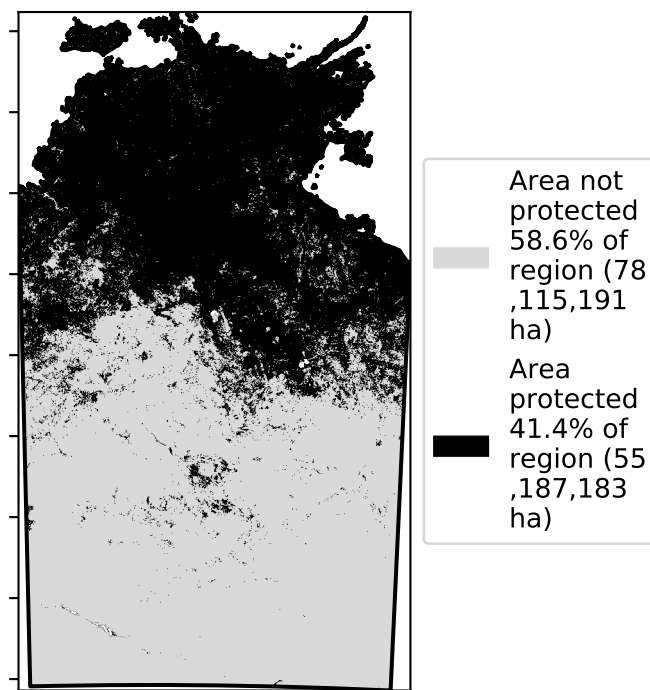 Area not
protected
58.6% of
region (78
,115,191
ha)
Area
protected
41.4% of
region (55
,187,183
ha)